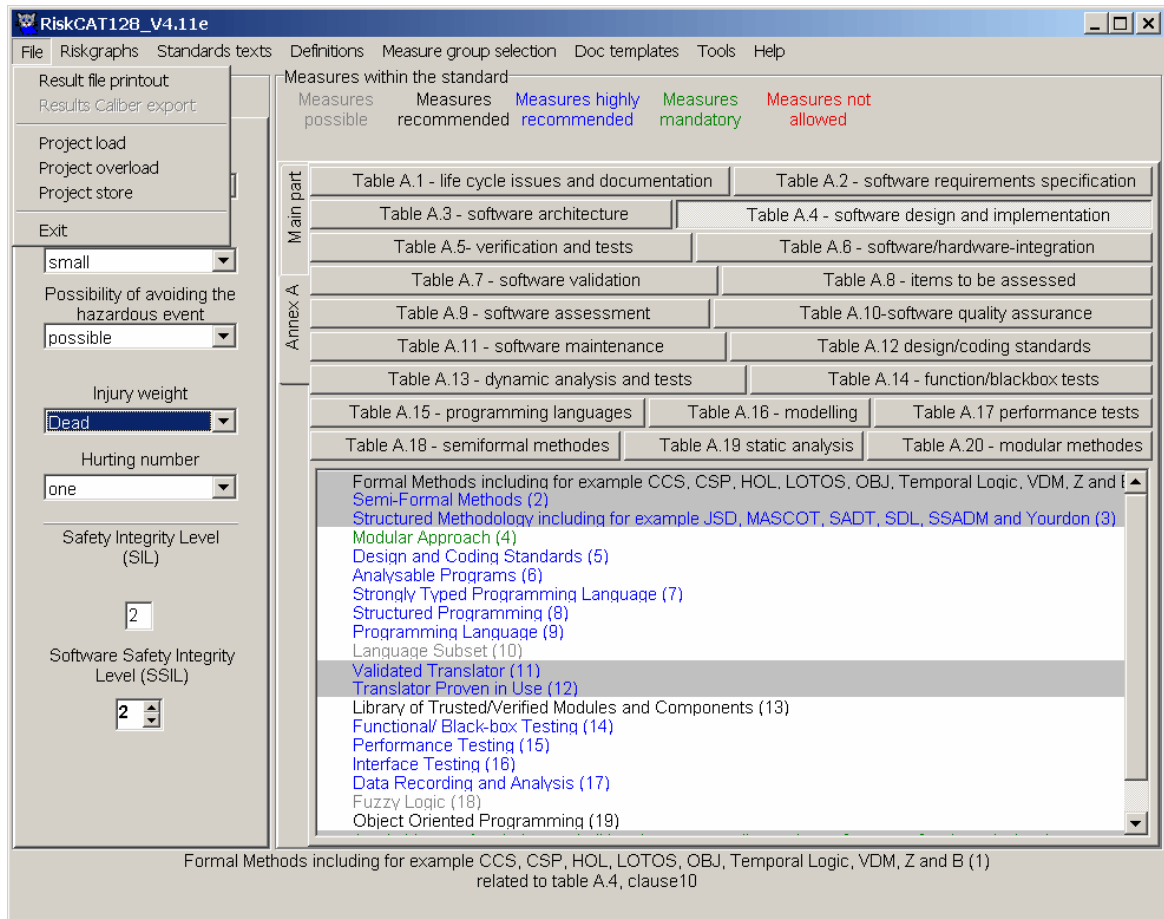 RiskCAT128_V4.11e
File Riskgraphs Standards texts Definitions Measure group selection Doc templates Tools Help
Result file printout
Results Caliber export
Project load
Project overload
Project store
Exit
small
Possibility of avoiding the
hazardous event
possible
Injury weight
Dead
Hurting number
one
Safety Integrity Level
(SIL)
2
Software Safety Integrity
Level (SSIL)
2
Measures within the standard
Measures possible
Measures recommended
Measures highly recommended
Measures mandatory
Measures not allowed
Main part
Annex A
Table A.1 - life cycle issues and documentation
Table A.2 - software requirements specification
Table A.3 - software architecture
Table A.4 - software design and implementation
Table A.5- verification and tests
Table A.6 - software/hardware-integration
Table A.7 - software validation
Table A.8 - items to be assessed
Table A.9 - software assessment
Table A.10-software quality assurance
Table A.11 - software maintenance
Table A.12 design/coding standards
Table A.13 - dynamic analysis and tests
Table A.14 - function/blackbox tests
Table A.15 - programming languages
Table A.16 - modelling
Table A.17 performance tests
Table A.18 - semiformal methodes
Table A.19 static analysis
Table A.20 - modular methodes
Formal Methods including for example CCS, CSP, HOL, LOTOS, OBJ, Temporal Logic, VDM, Z and
Semi-Formal Methods (2)
Structured Methodology including for example JSD, MASCOT, SADT, SDL, SSADM and Yourdon (3)
Modular Approach (4)
Design and Coding Standards (5)
Analysable Programs (6)
Strongly Typed Programming Language (7)
Structured Programming (8)
Programming Language (9)
Language Subset (10)
Validated Translator (11)
Translator Proven in Use (12)
Library of Trusted/Verified Modules and Components (13)
Functional/ Black-box Testing (14)
Performance Testing (15)
Interface Testing (16)
Data Recording and Analysis (17)
Fuzzy Logic (18)
Object Oriented Programming (19)
Formal Methods including for example CCS, CSP, HOL, LOTOS, OBJ, Temporal Logic, VDM, Z and B (1)
related to table A.4, clause10